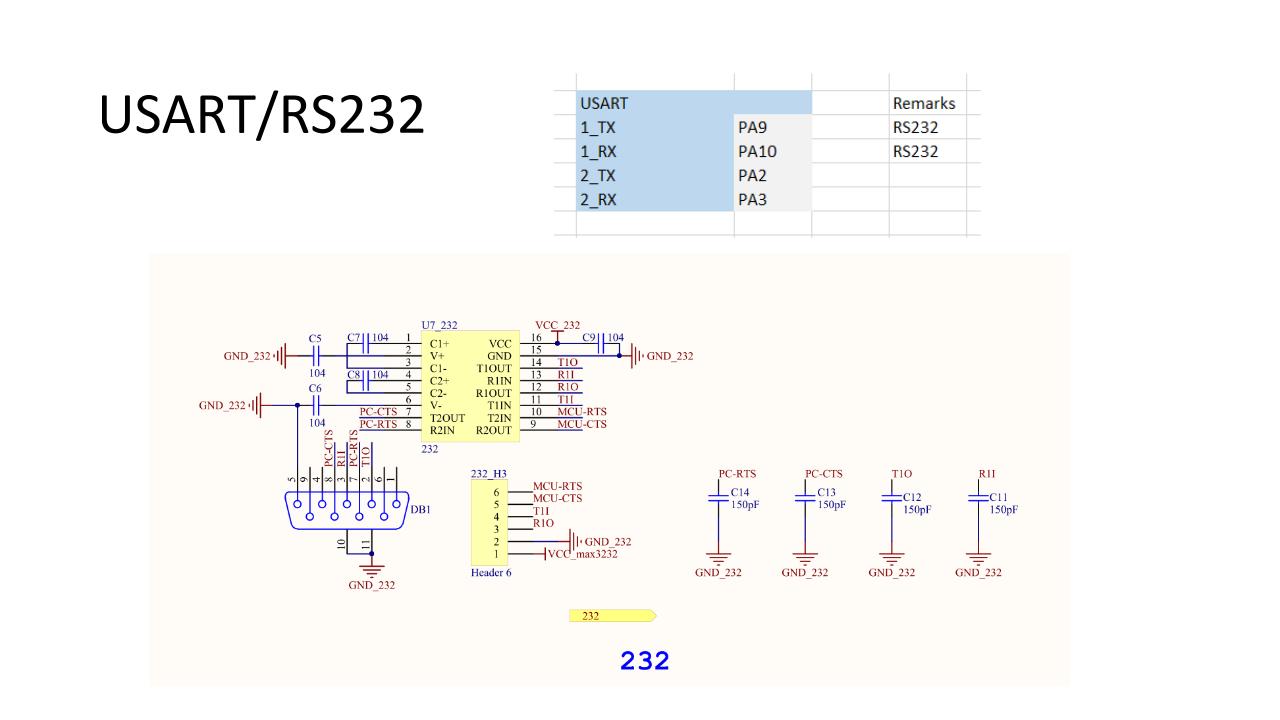 USART/RS232
USART Remarks
1_TX PA9 RS232
1_RX PA10 RS232
2_TX PA2
2_RX PA3
U7_232 VCC_232
C5 C7 104 1 C1+ VCC 16 C9 104
GND_232 2 V+ GND 15 GND_232
104 3 C1- T1OUT 14 T1O
C8 104 4 C2+ R1IN 13 R1I
C6 5 C2- R1OUT 12 R1O
GND_232 6 V- T1IN 11 T1I
104 PC-CTS 7 T2OUT T2IN 10 MCU-RTS
PC-RTS 8 R2IN R2OUT 9 MCU-CTS
232
PC-CTS R1I PC-RTS T1O
5 9 4 8 3 7 2 6 1
DB1
10 11
GND_232
232_H3
6 MCU-RTS
5 MCU-CTS
4 T1I
3 R1O
2 GND_232
1 VCC_max3232
Header 6
PC-RTS PC-CTS T1O R1I
C14 C13 C12 C11
150pF 150pF 150pF 150pF
GND_232 GND_232 GND_232 GND_232
232
232